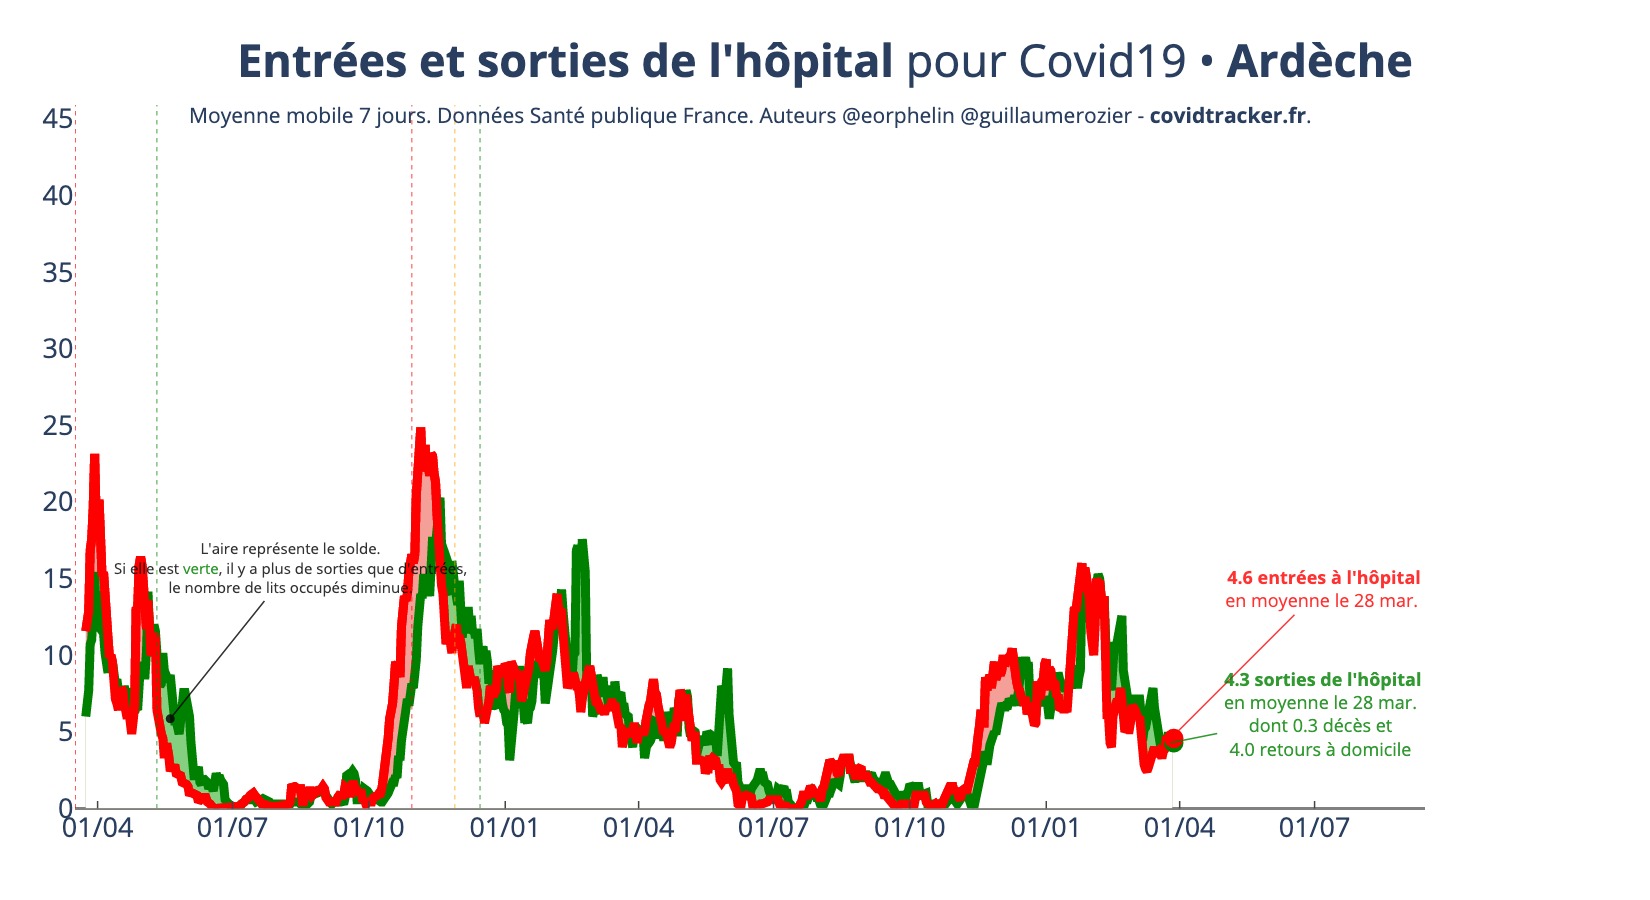 Entrées et sorties de l'hôpital pour Covid19 • Ardèche
Moyenne mobile 7 jours. Données Santé publique France. Auteurs @eorphelin @guillaumerozier - covidtracker.fr.
45
40
35
30
25
20
15
10
5
0
L'aire représente le solde.
Si elle est verte, il y a plus de sorties que d'entrées,
le nombre de lits occupés diminue.
4.6 entrées à l'hôpital
en moyenne le 28 mar.
4.3 sorties de l'hôpital
en moyenne le 28 mar.
dont 0.3 décès et
4.0 retours à domicile
01/04 01/07 01/10 01/01 01/04 01/07 01/10 01/01 01/04 01/07